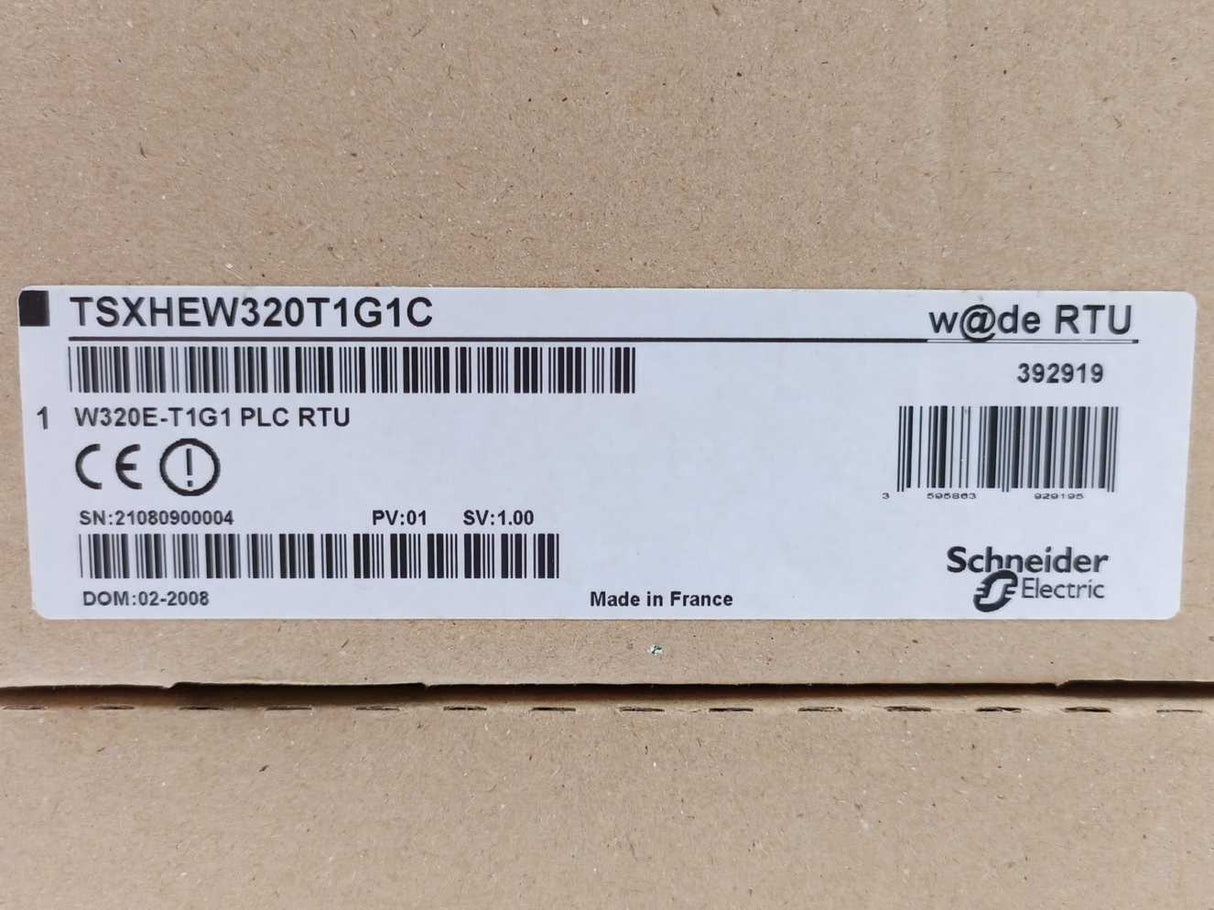 TSXHEW320T1G1C
w@de RTU
392919
1 W320E-T1G1 PLC RTU
CE
3 595863 929195
SN:21080900004 PV:01 SV:1.00
Schneider
Electric
DOM:02-2008
Made in France